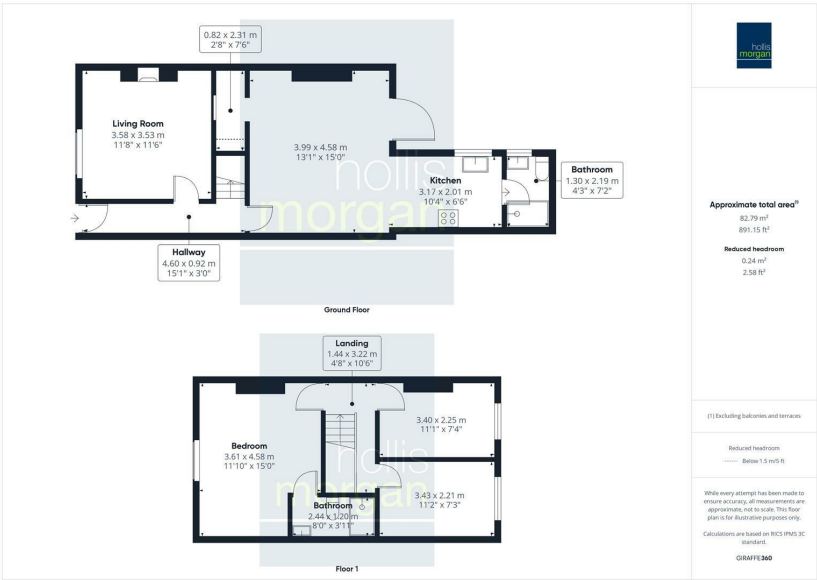 0.82 x 2.31 m
2'8" x 7'6"
Living Room
3.58 x 3.53 m
11'8" x 11'6"
3.99 x 4.58 m
13'1" x 15'0"
Kitchen
3.17 x 2.01 m
10'4" x 6'6"
Bathroom
1.30 x 2.19 m
4'3" x 7'2"
hollis
morgan
Hallway
4.60 x 0.92 m
15'1" x 3'0"
Ground Floor
Landing
1.44 x 3.22 m
4'8" x 10'6"
3.40 x 2.25 m
11'1" x 7'4"
Bedroom
3.61 x 4.58 m
11'10" x 15'0"
hollis
morgan
3.43 x 2.21 m
11'2" x 7'3"
Bathroom
2.44 x 1.20 m
8'0" x 3'11"
Floor 1
hollis
morgan
Approximate total area⁽¹⁾
82.79 m²
891.15 ft²
Reduced headroom
0.24 m²
2.58 ft²
(1) Excluding balconies and terraces
Reduced headroom
Below 1.5 m/5 ft
While every attempt has been made to
ensure accuracy, all measurements are
approximate, not to scale. This floor
plan is for illustrative purposes only.
Calculations are based on RICS IPMS 3C
standard.
GIRAFFE360